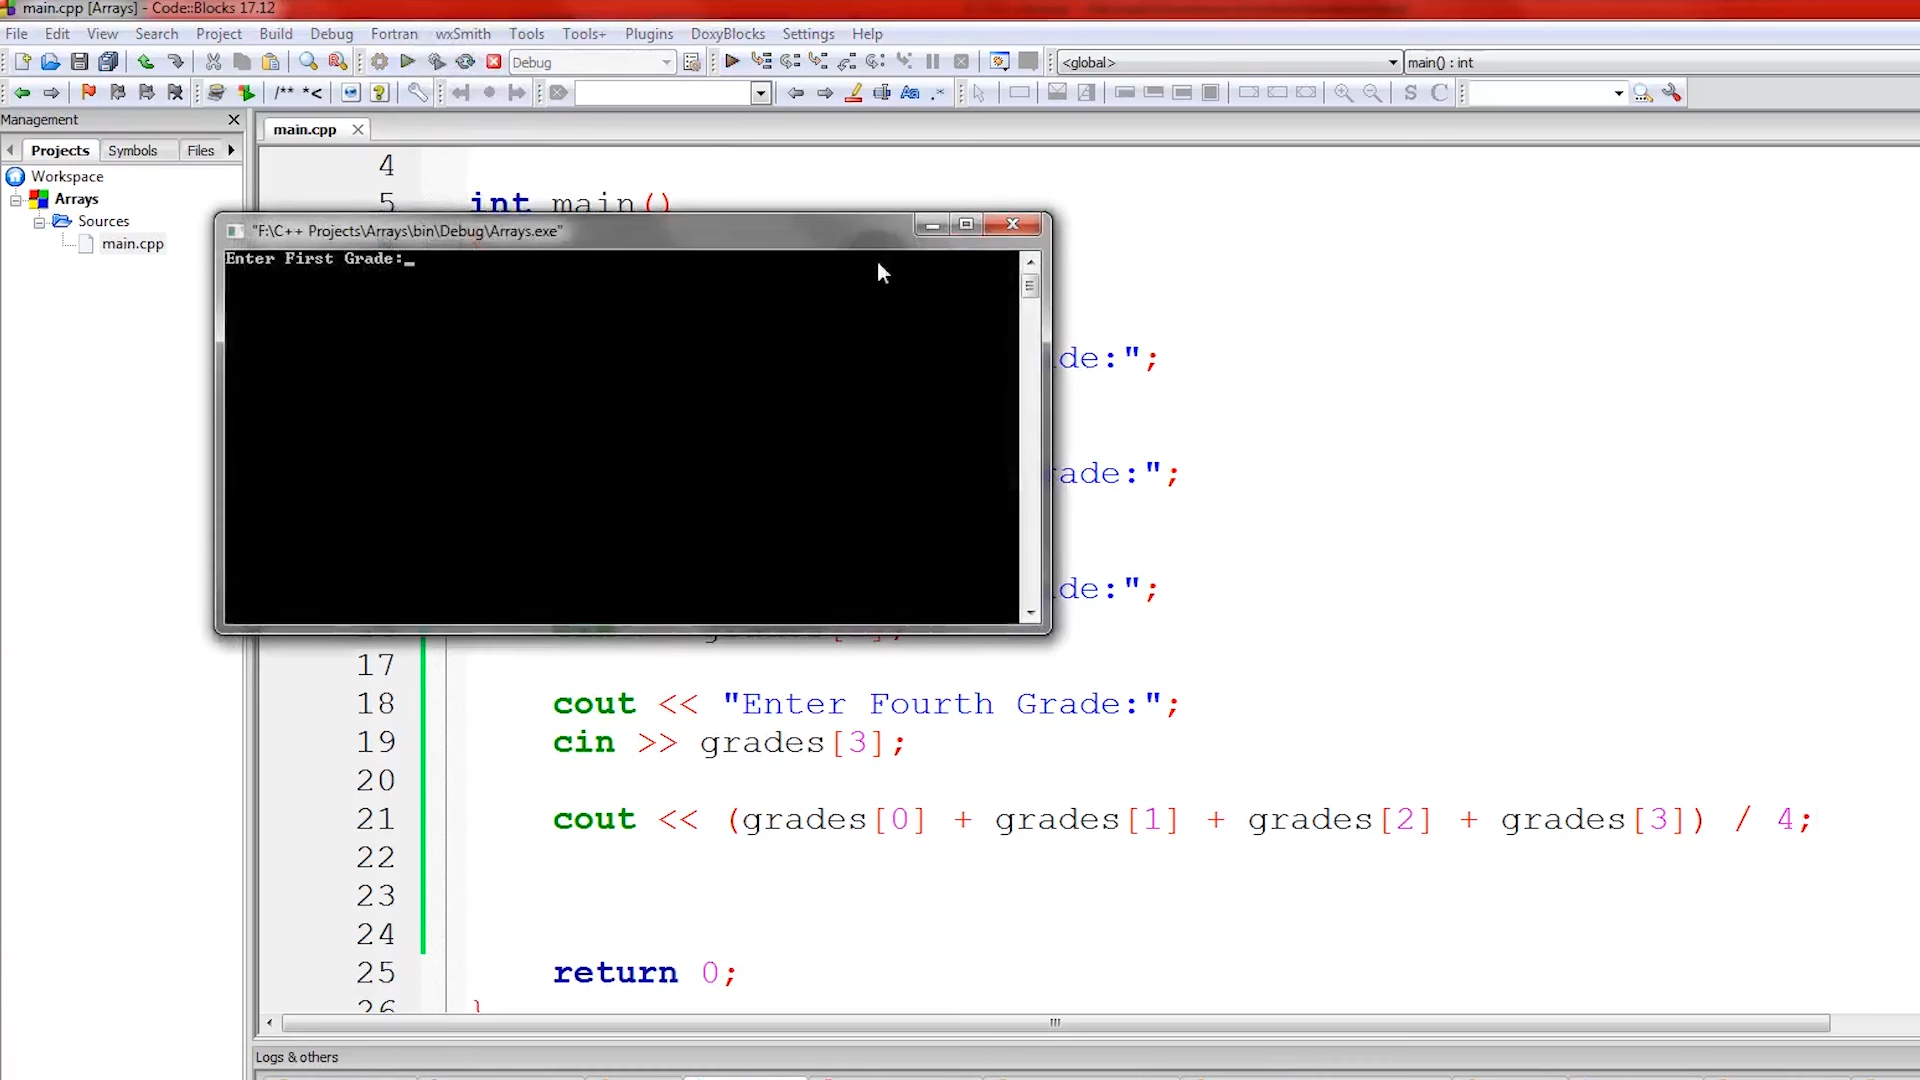 main.cpp [Arrays] - Code::Blocks 17.12
File Edit View Search Project Build Debug Fortran wxSmith Tools Tools+ Plugins DoxyBlocks Settings Help
Debug <global> main() : int
/** *<
Management
main.cpp
Projects Symbols Files
Workspace
Arrays
Sources
main.cpp
4
5 int main()
"F:\C++ Projects\Arrays\bin\Debug\Arrays.exe"
Enter First Grade:_
de:";
ade:";
de:";
17
18 cout << "Enter Fourth Grade:";
19 cin >> grades[3];
20
21 cout << (grades[0] + grades[1] + grades[2] + grades[3]) / 4;
22
23
24
25 return 0;
26 }
Logs & others